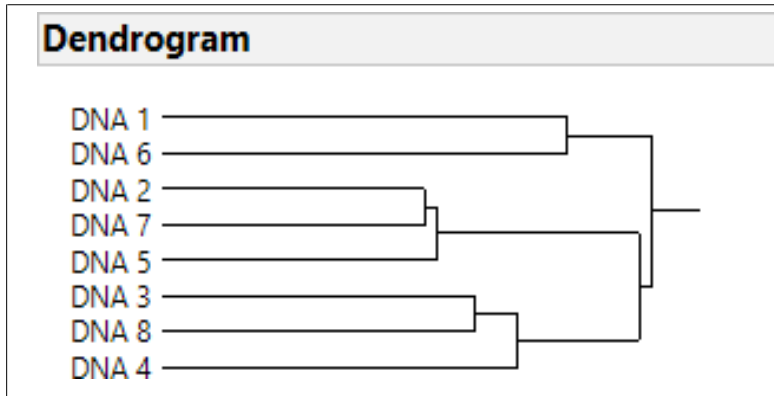 Dendrogram
DNA 1
DNA 6
DNA 2
DNA 7
DNA 5
DNA 3
DNA 8
DNA 4